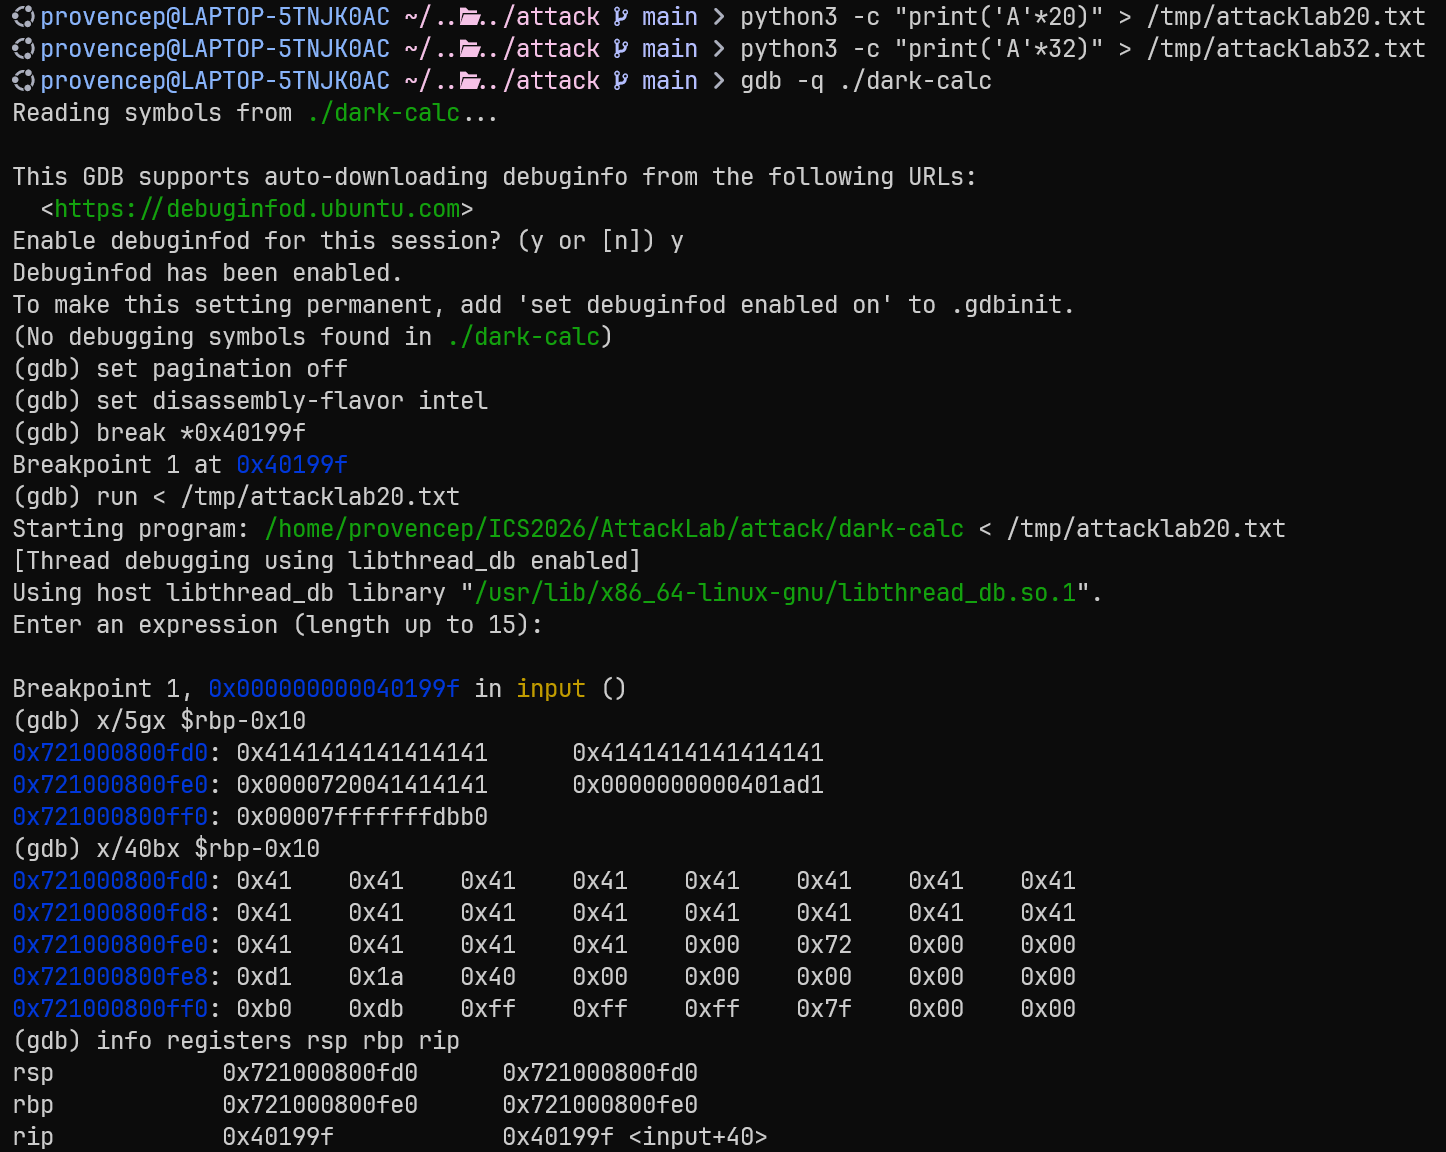 provencep@LAPTOP-5TNJK0AC ~/..../attack main > python3 -c "print('A'*20)" > /tmp/attacklab20.txt
provencep@LAPTOP-5TNJK0AC ~/..../attack main > python3 -c "print('A'*32)" > /tmp/attacklab32.txt
provencep@LAPTOP-5TNJK0AC ~/..../attack main > gdb -q ./dark-calc
Reading symbols from ./dark-calc...
This GDB supports auto-downloading debuginfo from the following URLs:
  <https://debuginfod.ubuntu.com>
Enable debuginfod for this session? (y or [n]) y
Debuginfod has been enabled.
To make this setting permanent, add 'set debuginfod enabled on' to .gdbinit.
(No debugging symbols found in ./dark-calc)
(gdb) set pagination off
(gdb) set disassembly-flavor intel
(gdb) break *0x40199f
Breakpoint 1 at 0x40199f
(gdb) run < /tmp/attacklab20.txt
Starting program: /home/provencep/ICS2026/AttackLab/attack/dark-calc < /tmp/attacklab20.txt
[Thread debugging using libthread_db enabled]
Using host libthread_db library "/usr/lib/x86_64-linux-gnu/libthread_db.so.1".
Enter an expression (length up to 15):
Breakpoint 1, 0x000000000040199f in input ()
(gdb) x/5gx $rbp-0x10
0x721000800fd0: 0x4141414141414141      0x4141414141414141
0x721000800fe0: 0x0000720041414141      0x0000000000401ad1
0x721000800ff0: 0x00007fffffffdbb0
(gdb) x/40bx $rbp-0x10
0x721000800fd0: 0x41    0x41    0x41    0x41    0x41    0x41    0x41    0x41
0x721000800fd8: 0x41    0x41    0x41    0x41    0x41    0x41    0x41    0x41
0x721000800fe0: 0x41    0x41    0x41    0x41    0x00    0x72    0x00    0x00
0x721000800fe8: 0xd1    0x1a    0x40    0x00    0x00    0x00    0x00    0x00
0x721000800ff0: 0xb0    0xdb    0xff    0xff    0xff    0x7f    0x00    0x00
(gdb) info registers rsp rbp rip
rsp            0x721000800fd0      0x721000800fd0
rbp            0x721000800fe0      0x721000800fe0
rip            0x40199f            0x40199f <input+40>